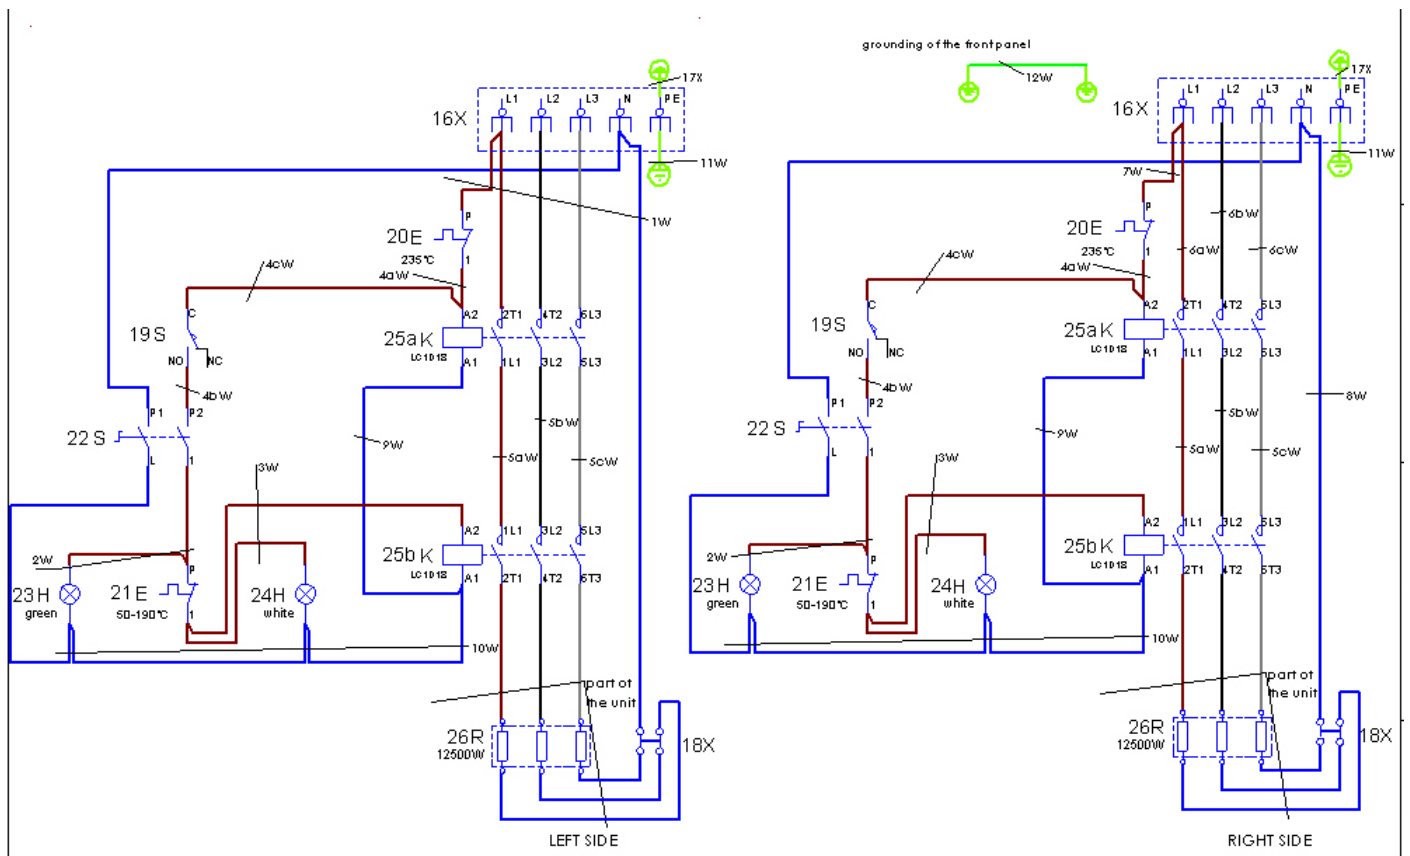 grounding of the front panel
12W
17X
L1 L2 L3 N PE
16X
11W
1W
P
20E
235°C
1
4cW
4aW
C
19S
NO NC
A2 2T1 4T2 6L3
25aK
LC1D18
A1 1L1 3L2 5L3
4bW
P1 P2
22S
L 1
9W
5bW
5aW
5cW
3W
A2 1L1 3L2 5L3
25bK
LC1D18
A1 2T1 4T2 6T3
2W
P
23H
green
21E
50-190°C
1
24H
white
10W
part of
the unit
26R
12500W
18X
LEFT SIDE
17X
L1 L2 L3 N PE
16X
11W
7W
P
20E
235°C
1
6bW
6aW
6cW
4cW
4aW
C
19S
NO NC
A2 2T1 4T2 6L3
25aK
LC1D18
A1 1L1 3L2 5L3
4bW
8W
P1 P2
22S
L 1
9W
5bW
5aW
5cW
3W
A2 1L1 3L2 5L3
25bK
LC1D18
A1 2T1 4T2 6T3
2W
P
23H
green
21E
50-190°C
1
24H
white
10W
part of
the unit
26R
12500W
18X
RIGHT SIDE